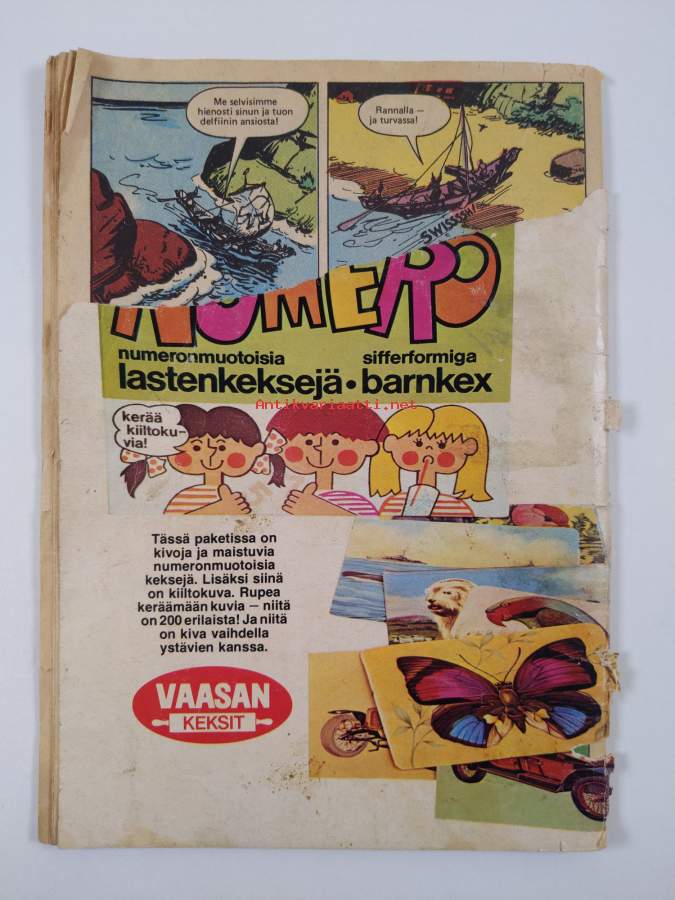 Me selvisimme
hienosti sinun ja tuon
delfiinin ansiosta!
Rannalla —
ja turvassa!
SWISSSOH!
NUMERO
numeronmuotoisia
lastenkeksejä • barnkex
sifferformiga
Antikvariaatti.net
kerää
kiiltoku-
via!
Tässä paketissa on
kivoja ja maistuvia
numeronmuotoisia
keksejä. Lisäksi siinä
on kiiltokuva. Rupea
keräämään kuvia — niitä
on 200 erilaista! Ja niitä
on kiva vaihdella
ystävien kanssa.
VAASAN
KEKSIT